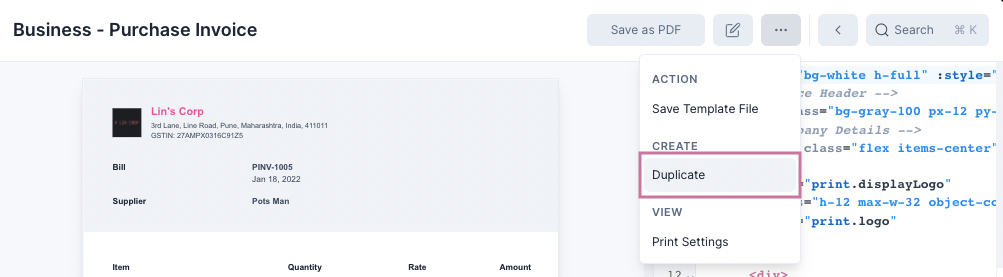 Business - Purchase Invoice
Save as PDF
Search ⌘ K
Lin's Corp
3rd Lane, Line Road, Pune, Maharashtra, India, 411011
GSTIN: 27AMPX0316C91Z5
Bill PINV-1005
Jan 18, 2022
Supplier Pots Man
Item Quantity Rate Amount
ACTION
Save Template File
CREATE
Duplicate
VIEW
Print Settings
"bg-white h-full" :style="
ce Header -->
ass="bg-gray-100 px-12 py-
pany Details -->
class="flex items-center"
="print.displayLogo"
s="h-12 max-w-32 object-co
="print.logo"
12 <div>